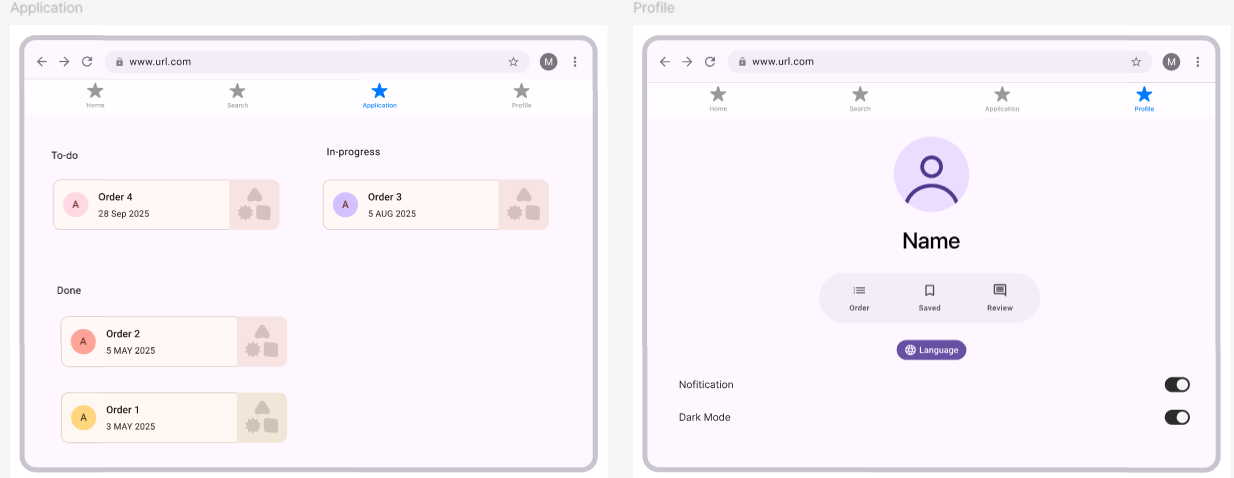 Application
www.url.com
M
Home
Search
Application
Profile
To-do
In-progress
A
Order 4
28 Sep 2025
A
Order 3
5 AUG 2025
Done
A
Order 2
5 MAY 2025
A
Order 1
3 MAY 2025
Profile
www.url.com
M
Home
Search
Application
Profile
Name
Order
Saved
Review
Language
Nofitication
Dark Mode